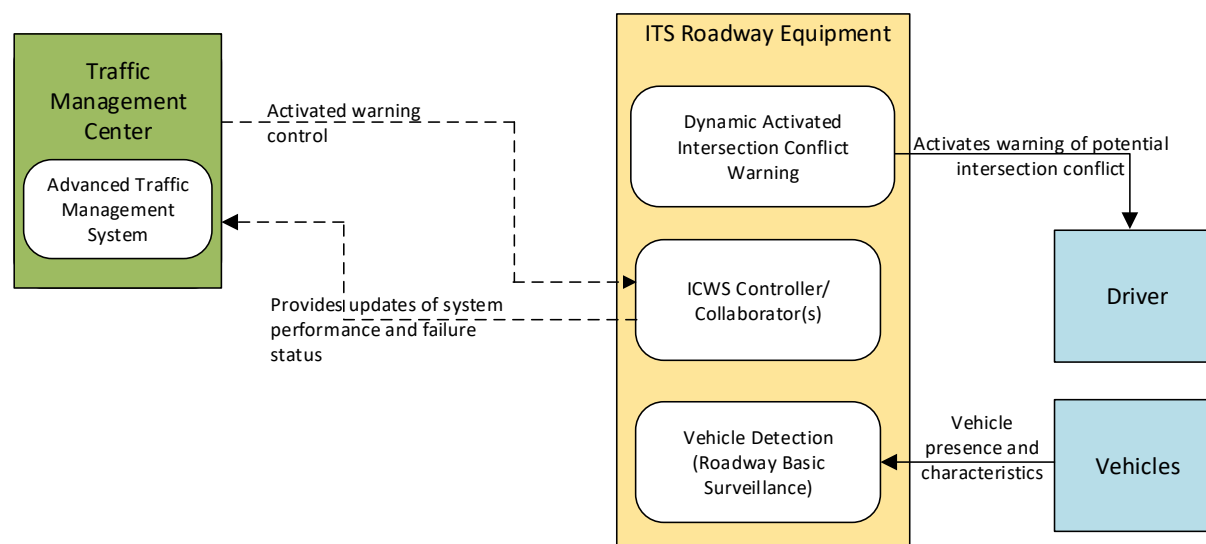 Traffic
Management
Center
Advanced Traffic
Management
System
Activated warning
control
Provides updates of system
performance and failure
status
ITS Roadway Equipment
Dynamic Activated
Intersection Conflict
Warning
ICWS Controller/
Collaborator(s)
Vehicle Detection
(Roadway Basic
Surveillance)
Activates warning of potential
intersection conflict
Driver
Vehicle
presence and
characteristics
Vehicles